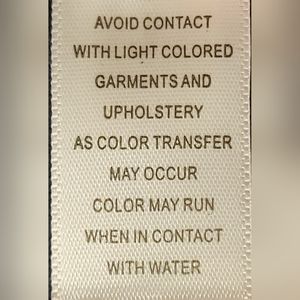 AVOID CONTACT
WITH LIGHT COLORED
GARMENTS AND
UPHOLSTERY
AS COLOR TRANSFER
MAY OCCUR
COLOR MAY RUN
WHEN IN CONTACT
WITH WATER